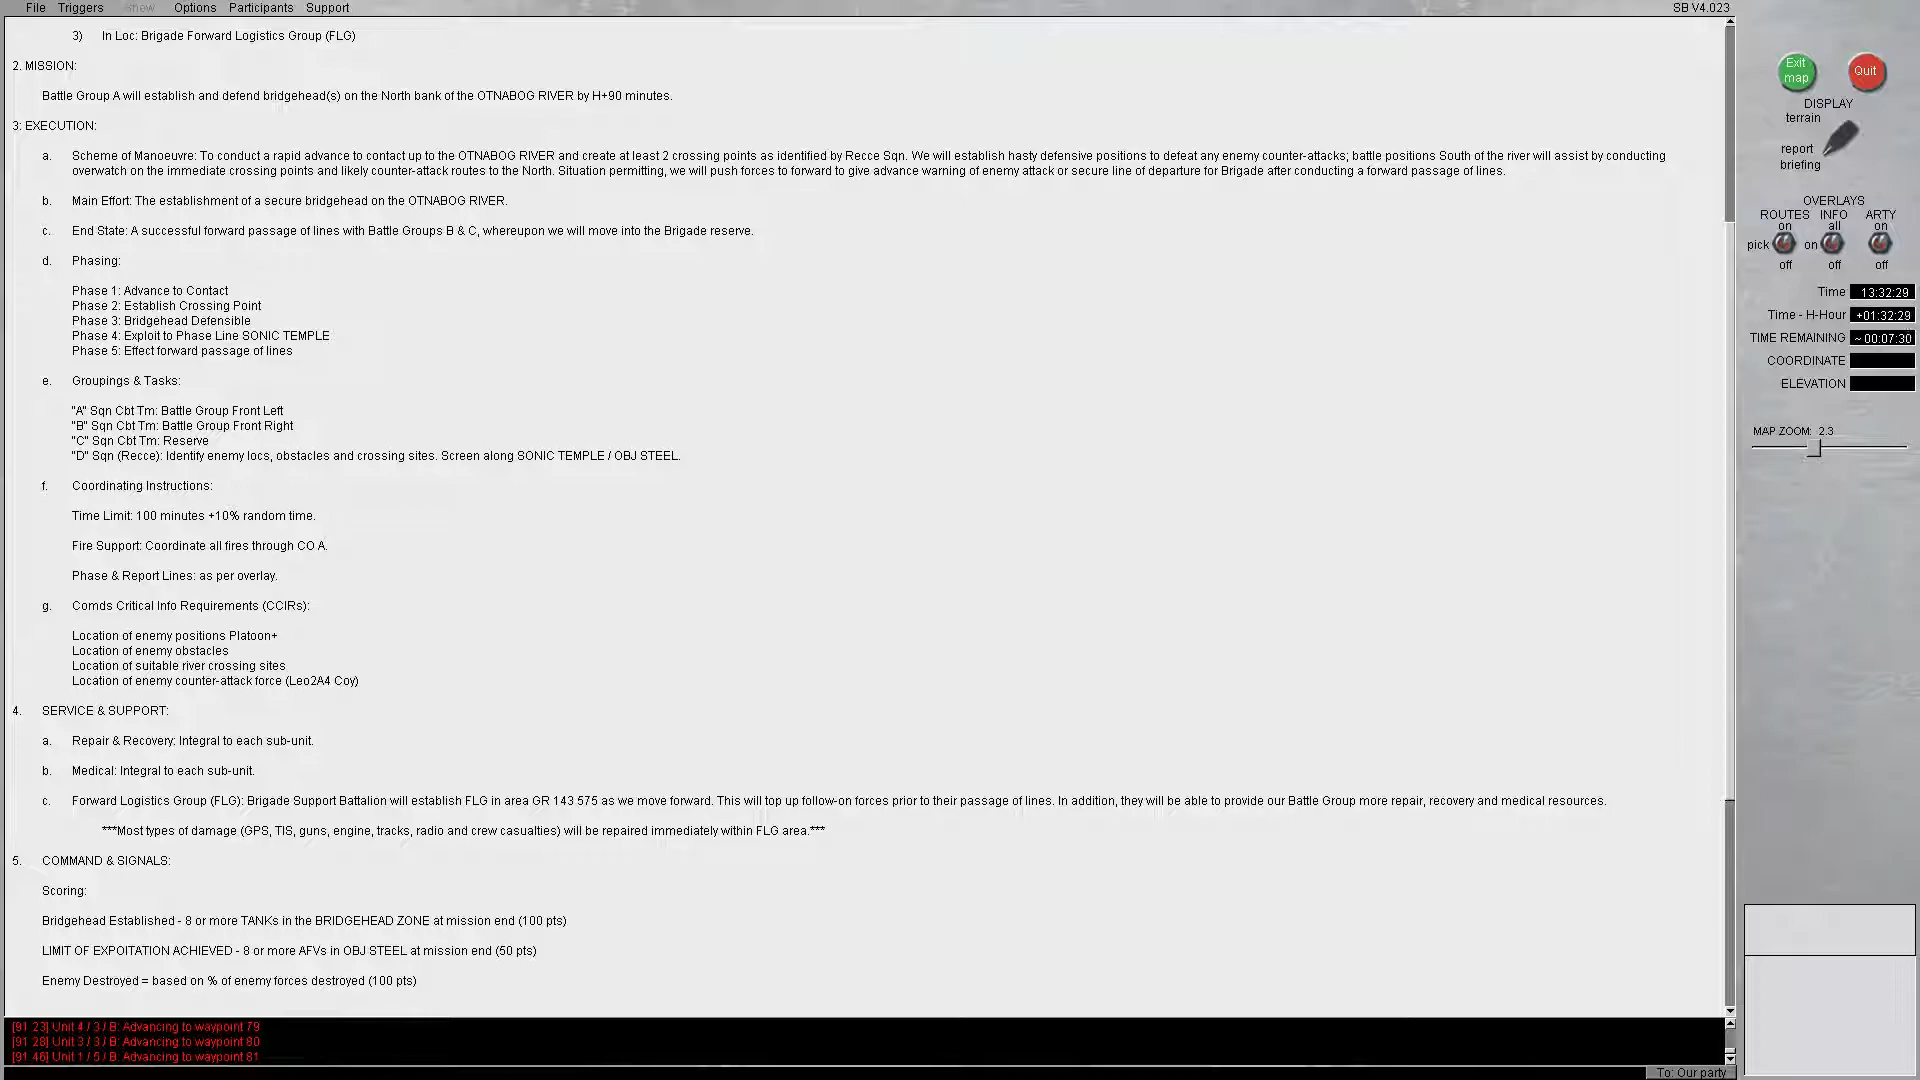 File Triggers Show Options Participants Support
SB V4.023
3) In Loc: Brigade Forward Logistics Group (FLG)
2. MISSION:
Battle Group A will establish and defend bridgehead(s) on the North bank of the OTNABOG RIVER by H+90 minutes.
3: EXECUTION:
a. Scheme of Manoeuvre: To conduct a rapid advance to contact up to the OTNABOG RIVER and create at least 2 crossing points as identified by Recce Sqn. We will establish hasty defensive positions to defeat any enemy counter-attacks; battle positions South of the river will assist by conducting
overwatch on the immediate crossing points and likely counter-attack routes to the North. Situation permitting, we will push forces to forward to give advance warning of enemy attack or secure line of departure for Brigade after conducting a forward passage of lines.
b. Main Effort: The establishment of a secure bridgehead on the OTNABOG RIVER.
c. End State: A successful forward passage of lines with Battle Groups B & C, whereupon we will move into the Brigade reserve.
d. Phasing:
Phase 1: Advance to Contact
Phase 2: Establish Crossing Point
Phase 3: Bridgehead Defensible
Phase 4: Exploit to Phase Line SONIC TEMPLE
Phase 5: Effect forward passage of lines
e. Groupings & Tasks:
"A" Sqn Cbt Tm: Battle Group Front Left
"B" Sqn Cbt Tm: Battle Group Front Right
"C" Sqn Cbt Tm: Reserve
"D" Sqn (Recce): Identify enemy locs, obstacles and crossing sites. Screen along SONIC TEMPLE / OBJ STEEL.
f. Coordinating Instructions:
Time Limit: 100 minutes +10% random time.
Fire Support: Coordinate all fires through CO A.
Phase & Report Lines: as per overlay.
g. Comds Critical Info Requirements (CCIRs):
Location of enemy positions Platoon+
Location of enemy obstacles
Location of suitable river crossing sites
Location of enemy counter-attack force (Leo2A4 Coy)
4. SERVICE & SUPPORT:
a. Repair & Recovery: Integral to each sub-unit.
b. Medical: Integral to each sub-unit.
c. Forward Logistics Group (FLG): Brigade Support Battalion will establish FLG in area GR 143 575 as we move forward. This will top up follow-on forces prior to their passage of lines. In addition, they will be able to provide our Battle Group more repair, recovery and medical resources.
***Most types of damage (GPS, TIS, guns, engine, tracks, radio and crew casualties) will be repaired immediately within FLG area.***
5. COMMAND & SIGNALS:
Scoring:
Bridgehead Established - 8 or more TANKs in the BRIDGEHEAD ZONE at mission end (100 pts)
LIMIT OF EXPOITATION ACHIEVED - 8 or more AFVs in OBJ STEEL at mission end (50 pts)
Enemy Destroyed = based on % of enemy forces destroyed (100 pts)
[91 23] Unit 4 / 3 / B: Advancing to waypoint 79
[91 28] Unit 3 / 3 / B: Advancing to waypoint 80
[91 46] Unit 1 / 5 / B: Advancing to waypoint 81
To: Our party
Exit map
Quit
DISPLAY
terrain
report
briefing
OVERLAYS
ROUTES INFO ARTY
on all on
pick on
off off off
Time 13:32:29
Time - H-Hour +01:32:29
TIME REMAINING ~ 00:07:30
COORDINATE
ELEVATION
MAP ZOOM: 2.3